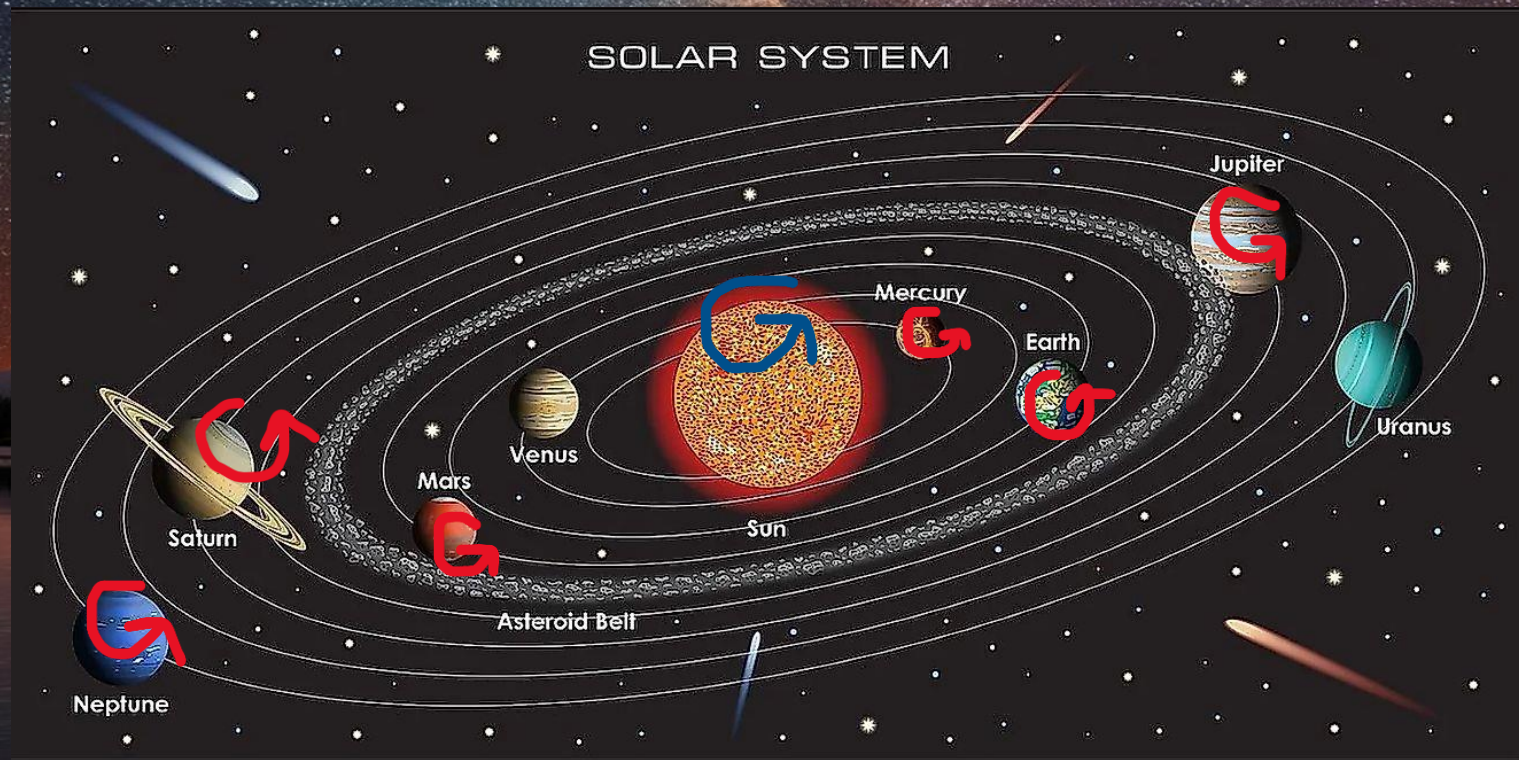 SOLAR SYSTEM
Jupiter
Mercury
Earth
Uranus
Venus
Mars
Sun
Saturn
Asteroid Belt
Neptune